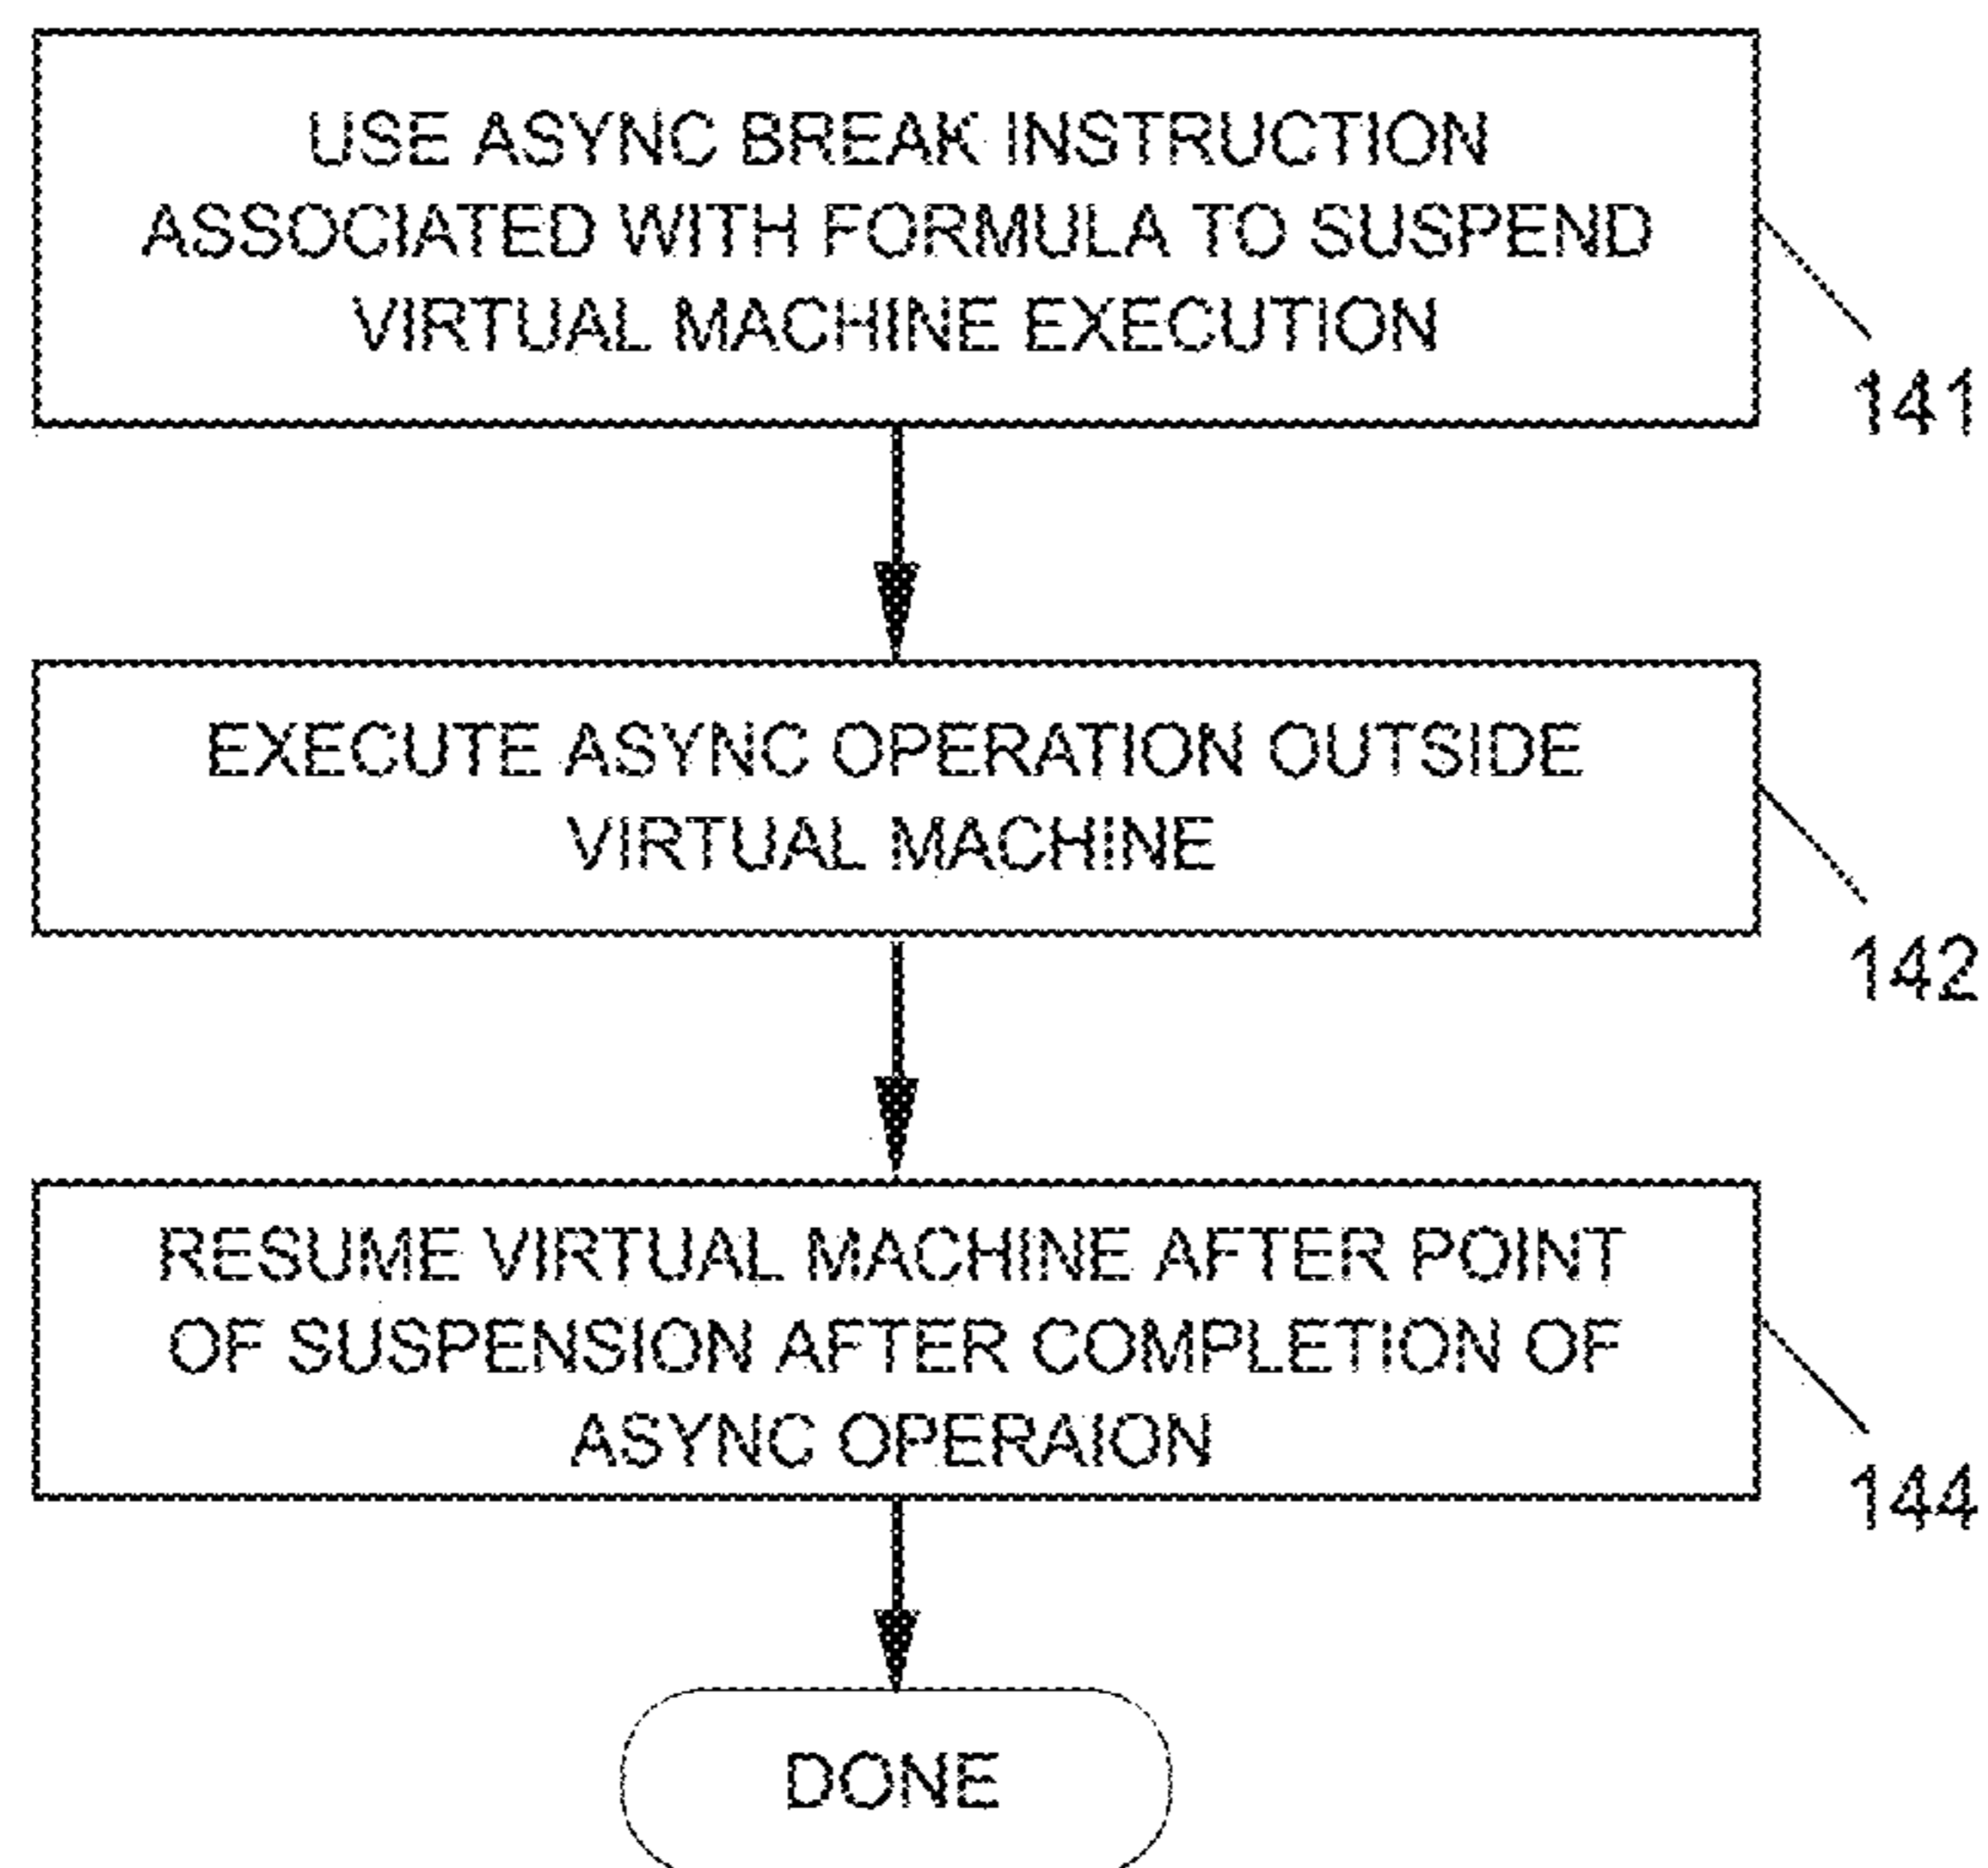 USE ASYNC BREAK INSTRUCTION
ASSOCIATED WITH FORMULA TO SUSPEND
VIRTUAL MACHINE EXECUTION
141
EXECUTE ASYNC OPERATION OUTSIDE
VIRTUAL MACHINE
142
RESUME VIRTUAL MACHINE AFTER POINT
OF SUSPENSION AFTER COMPLETION OF
ASYNC OPERAION
144
DONE